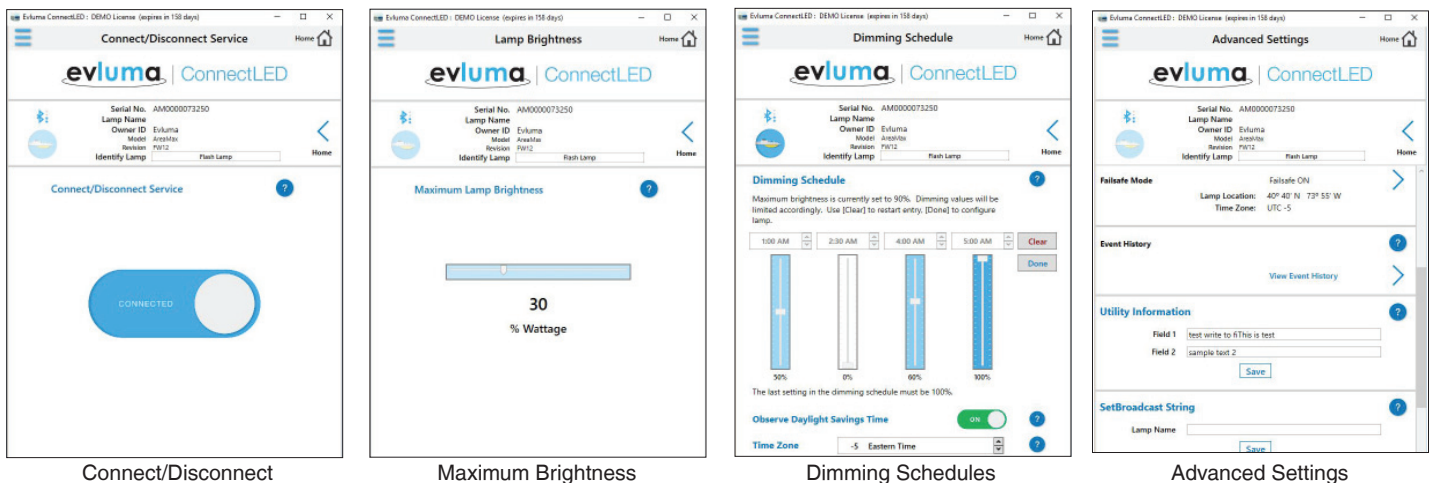 Evluma ConnectLED : DEMO License (expires in 158 days)
Connect/Disconnect Service
Home
evluma | ConnectLED
Serial No. AM0000073250
Lamp Name
Owner ID Evluma
Model AreaMax
Revision FW12
Identify Lamp Flash Lamp
Home
Connect/Disconnect Service ?
CONNECTED
Connect/Disconnect
Evluma ConnectLED : DEMO License (expires in 158 days)
Lamp Brightness
Home
evluma | ConnectLED
Serial No. AM0000073250
Lamp Name
Owner ID Evluma
Model AreaMax
Revision FW12
Identify Lamp Flash Lamp
Home
Maximum Lamp Brightness ?
30
% Wattage
Maximum Brightness
Evluma ConnectLED : DEMO License (expires in 158 days)
Dimming Schedule
Home
evluma | ConnectLED
Serial No. AM0000073250
Lamp Name
Owner ID Evluma
Model AreaMax
Revision FW12
Identify Lamp Flash Lamp
Home
Dimming Schedule ?
Maximum brightness is currently set to 90%. Dimming values will be
limited accordingly. Use [Clear] to restart entry. [Done] to configure
lamp.
1:00 AM 2:30 AM 4:00 AM 5:00 AM Clear
Done
50% 0% 60% 100%
The last setting in the dimming schedule must be 100%.
Observe Daylight Savings Time ON ?
Time Zone -5 Eastern Time ?
Dimming Schedules
Evluma ConnectLED : DEMO License (expires in 158 days)
Advanced Settings
Home
evluma | ConnectLED
Serial No. AM0000073250
Lamp Name
Owner ID Evluma
Model AreaMax
Revision FW12
Identify Lamp Flash Lamp
Home
Failsafe Mode Failsafe ON
Lamp Location: 40º 40' N 73º 55' W
Time Zone: UTC -5
Event History ?
View Event History
Utility Information ?
Field 1 test write to fiThis is test
Field 2 sample text 2
Save
SetBroadcast String ?
Lamp Name
Save
Advanced Settings